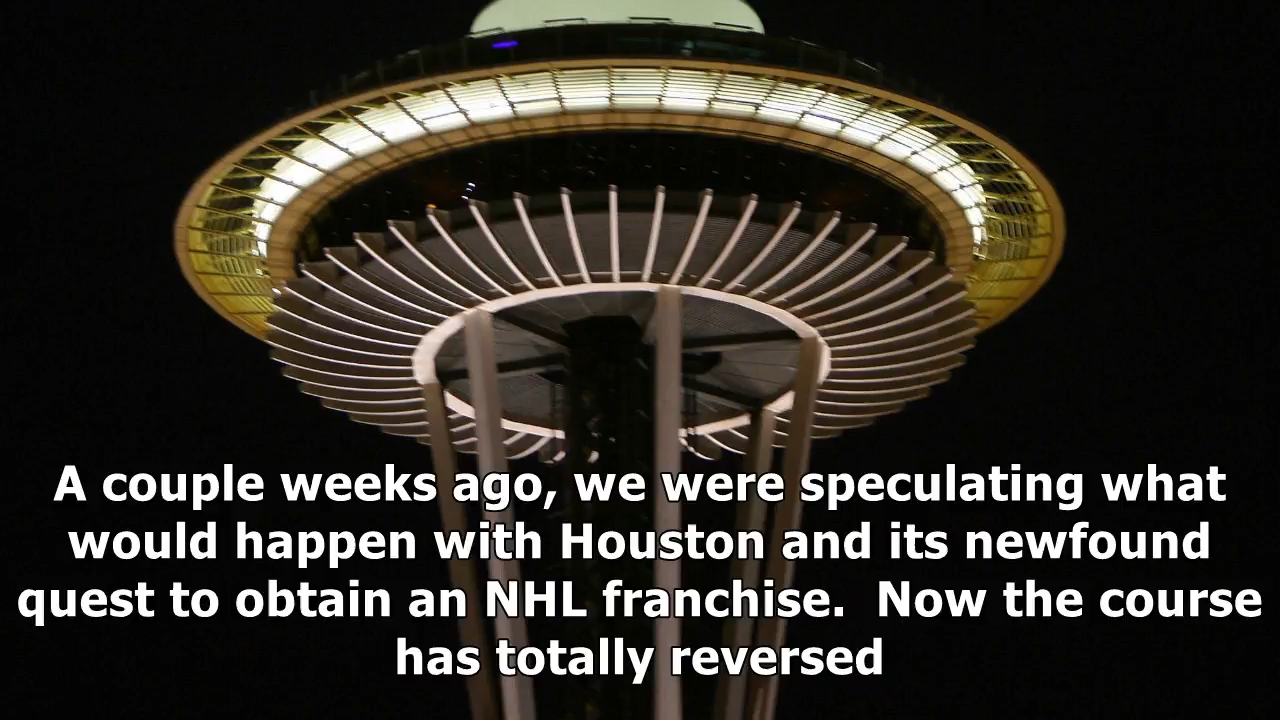 A couple weeks ago, we were speculating what
would happen with Houston and its newfound
quest to obtain an NHL franchise.  Now the course
has totally reversed